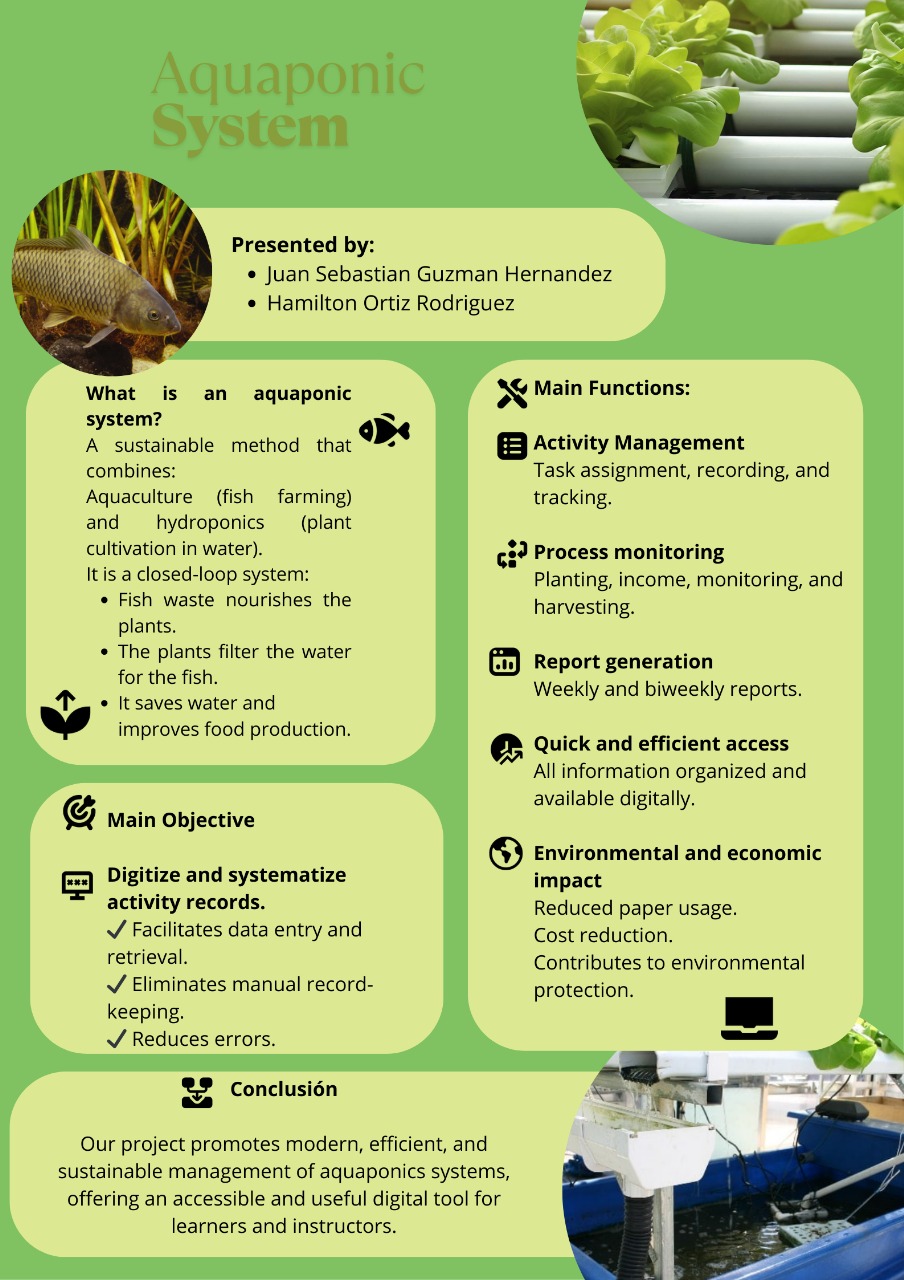 Aquaponic
System
Presented by:
• Juan Sebastian Guzman Hernandez
• Hamilton Ortiz Rodriguez
What is an aquaponic
system?
A sustainable method that
combines:
Aquaculture (fish farming)
and hydroponics (plant
cultivation in water).
It is a closed-loop system:
• Fish waste nourishes the
plants.
• The plants filter the water
for the fish.
• It saves water and
improves food production.
Main Objective
Digitize and systematize
activity records.
✓ Facilitates data entry and
retrieval.
✓ Eliminates manual record-
keeping.
✓ Reduces errors.
Main Functions:
Activity Management
Task assignment, recording, and
tracking.
Process monitoring
Planting, income, monitoring, and
harvesting.
Report generation
Weekly and biweekly reports.
Quick and efficient access
All information organized and
available digitally.
Environmental and economic
impact
Reduced paper usage.
Cost reduction.
Contributes to environmental
protection.
Conclusión
Our project promotes modern, efficient, and
sustainable management of aquaponics systems,
offering an accessible and useful digital tool for
learners and instructors.